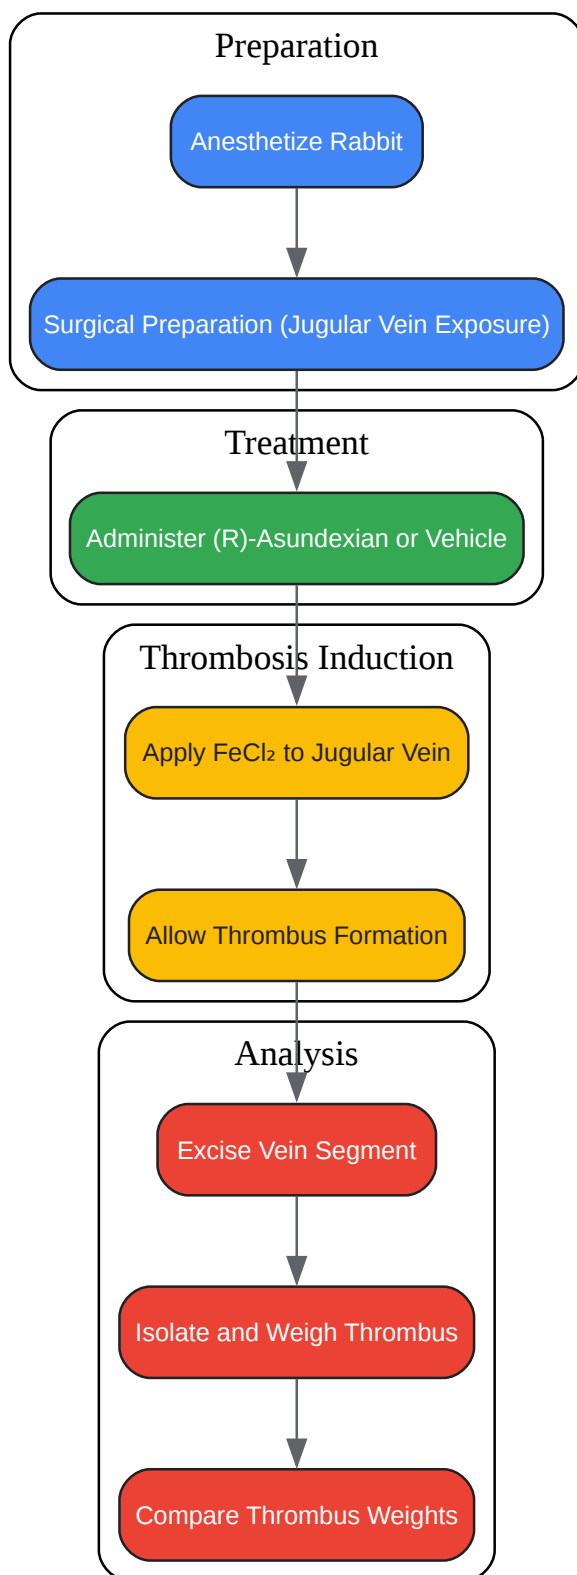 Preparation
Anesthetize Rabbit
Surgical Preparation (Jugular Vein Exposure)
Treatment
Administer (R)-Asundexian or Vehicle
Thrombosis Induction
Apply FeCl₂ to Jugular Vein
Allow Thrombus Formation
Analysis
Excise Vein Segment
Isolate and Weigh Thrombus
Compare Thrombus Weights